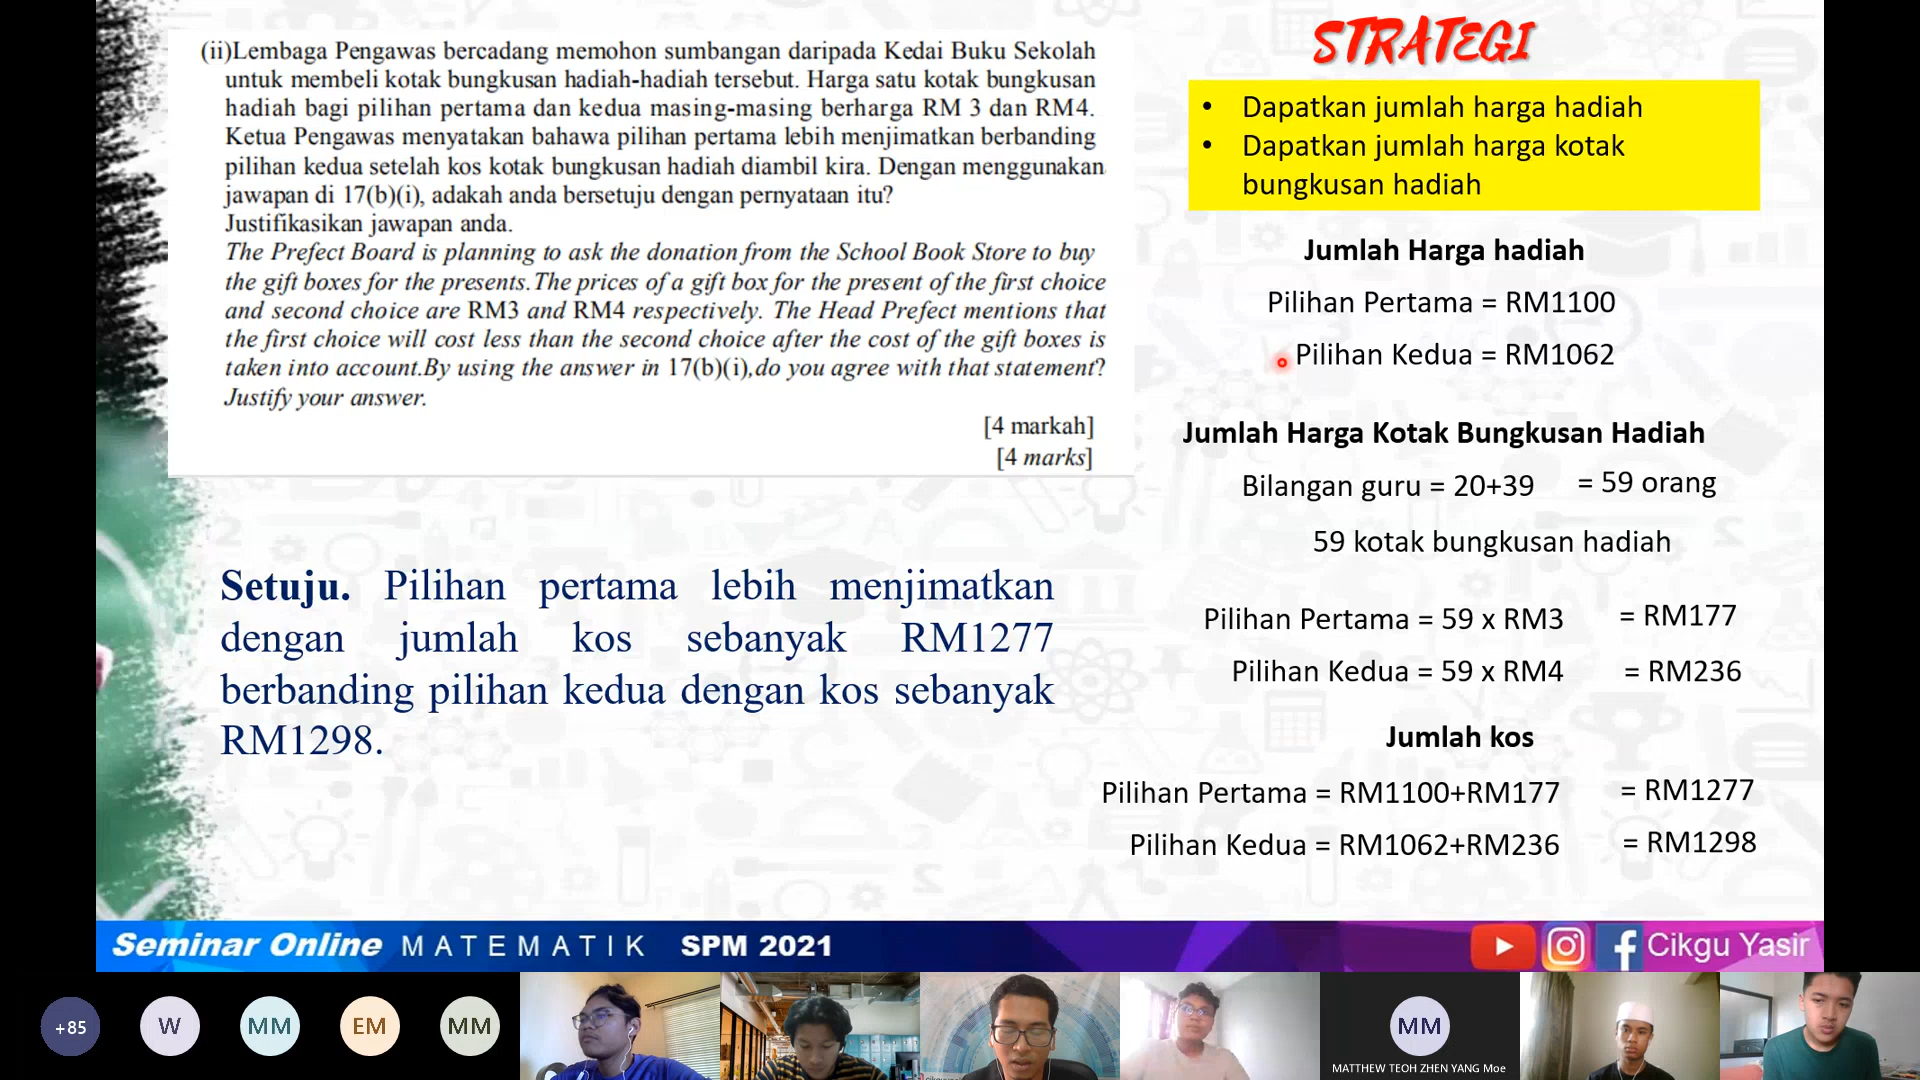 (ii)Lembaga Pengawas bercadang memohon sumbangan daripada Kedai Buku Sekolah
untuk membeli kotak bungkusan hadiah-hadiah tersebut. Harga satu kotak bungkusan
hadiah bagi pilihan pertama dan kedua masing-masing berharga RM 3 dan RM4.
Ketua Pengawas menyatakan bahawa pilihan pertama lebih menjimatkan berbanding
pilihan kedua setelah kos kotak bungkusan hadiah diambil kira. Dengan menggunakan
jawapan di 17(b)(i), adakah anda bersetuju dengan pernyataan itu?
Justifikasikan jawapan anda.
The Prefect Board is planning to ask the donation from the School Book Store to buy
the gift boxes for the presents.The prices of a gift box for the present of the first choice
and second choice are RM3 and RM4 respectively. The Head Prefect mentions that
the first choice will cost less than the second choice after the cost of the gift boxes is
taken into account.By using the answer in 17(b)(i),do you agree with that statement?
Justify your answer.
[4 markah]
[4 marks]
Setuju. Pilihan pertama lebih menjimatkan
dengan jumlah kos sebanyak RM1277
berbanding pilihan kedua dengan kos sebanyak
RM1298.
STRATEGI
• Dapatkan jumlah harga hadiah
• Dapatkan jumlah harga kotak
bungkusan hadiah
Jumlah Harga hadiah
Pilihan Pertama = RM1100
Pilihan Kedua = RM1062
Jumlah Harga Kotak Bungkusan Hadiah
Bilangan guru = 20+39 = 59 orang
59 kotak bungkusan hadiah
Pilihan Pertama = 59 x RM3 = RM177
Pilihan Kedua = 59 x RM4 = RM236
Jumlah kos
Pilihan Pertama = RM1100+RM177 = RM1277
Pilihan Kedua = RM1062+RM236 = RM1298
Seminar Online MATEMATIK SPM 2021
Cikgu Yasir
+85 W MM EM MM MM
MATTHEW TEOH ZHEN YANG Moe